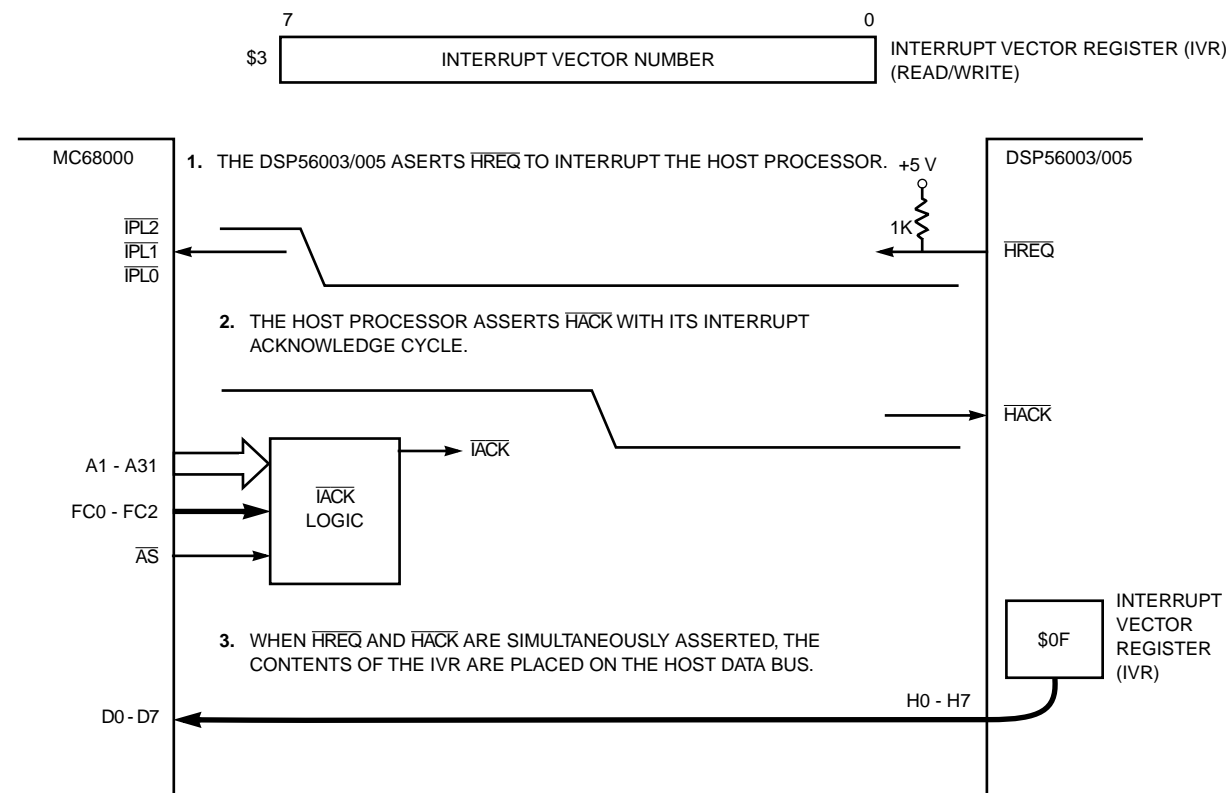 7 0
$3 INTERRUPT VECTOR NUMBER INTERRUPT VECTOR REGISTER (IVR)
(READ/WRITE)
MC68000
DSP56003/005
1. THE DSP56003/005 ASERTS HREQ TO INTERRUPT THE HOST PROCESSOR.
+5 V
1K
IPL2
IPL1
IPL0
HREQ
2. THE HOST PROCESSOR ASSERTS HACK WITH ITS INTERRUPT
ACKNOWLEDGE CYCLE.
HACK
A1 - A31
FC0 - FC2
AS
IACK
LOGIC
IACK
3. WHEN HREQ AND HACK ARE SIMULTANEOUSLY ASSERTED, THE
CONTENTS OF THE IVR ARE PLACED ON THE HOST DATA BUS.
$0F
INTERRUPT
VECTOR
REGISTER
(IVR)
D0 - D7
H0 - H7